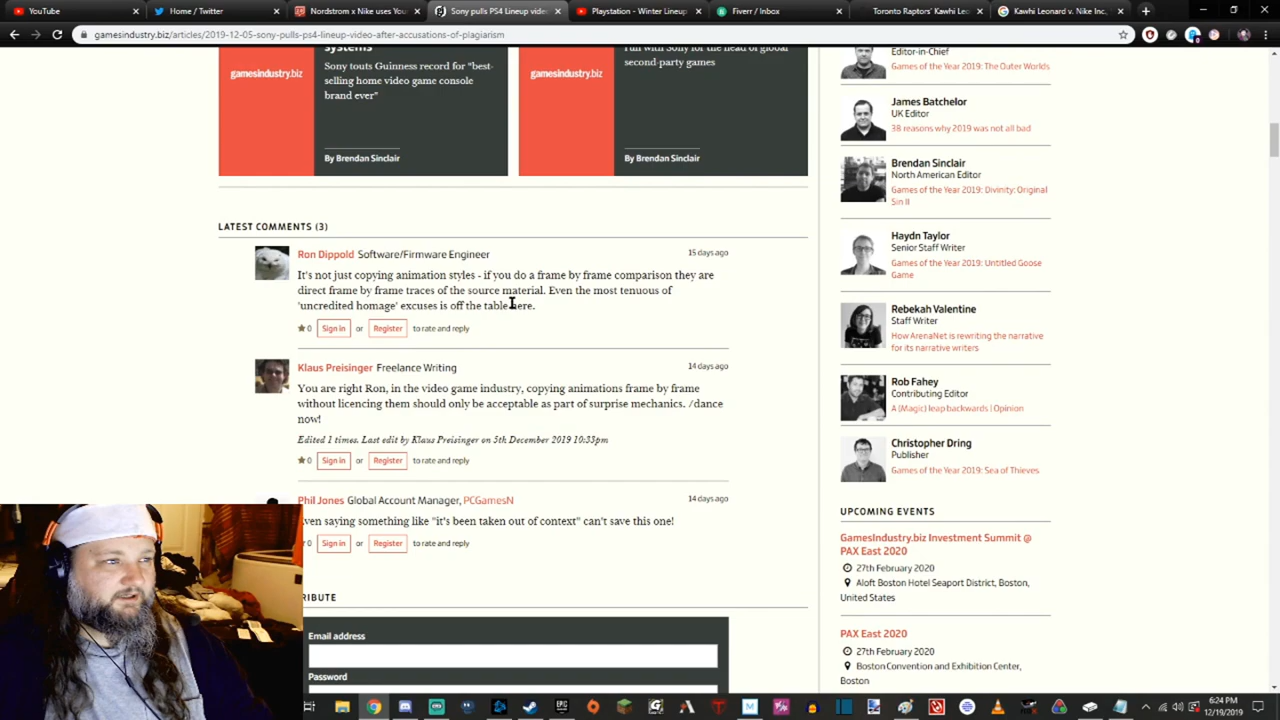 YouTube
Home / Twitter
Nordstrom x Nike uses You
Sony pulls PS4 Lineup vide
Playstation - Winter Lineup
Fiverr / Inbox
Toronto Raptors' Kawhi Leo
Kawhi Leonard v. Nike Inc.
gamesindustry.biz/articles/2019-12-05-sony-pulls-ps4-lineup-video-after-accusations-of-plagiarism
systems
gamesindustry.biz
Sony touts Guinness record for "best-
selling home video game console
brand ever"
By Brendan Sinclair
gamesindustry.biz
run with Sony for the head of global
second-party games
By Brendan Sinclair
LATEST COMMENTS (3)
Ron Dippold Software/Firmware Engineer
15 days ago
It's not just copying animation styles - if you do a frame by frame comparison they are
direct frame by frame traces of the source material. Even the most tenuous of
'uncredited homage' excuses is off the table here.
0 Sign in or Register to rate and reply
Klaus Preisinger Freelance Writing
14 days ago
You are right Ron, in the video game industry, copying animations frame by frame
without licencing them should only be acceptable as part of surprise mechanics. /dance
now!
Edited 1 times. Last edit by Klaus Preisinger on 5th December 2019 10:33pm
0 Sign in or Register to rate and reply
Phil Jones Global Account Manager, PCGamesN
14 days ago
ven saying something like "it's been taken out of context" can't save this one!
0 Sign in or Register to rate and reply
RIBUTE
Email address
Password
Editor-in-Chief
Games of the Year 2019: The Outer Worlds
James Batchelor
UK Editor
38 reasons why 2019 was not all bad
Brendan Sinclair
North American Editor
Games of the Year 2019: Divinity: Original
Sin II
Haydn Taylor
Senior Staff Writer
Games of the Year 2019: Untitled Goose
Game
Rebekah Valentine
Staff Writer
How ArenaNet is rewriting the narrative
for its narrative writers
Rob Fahey
Contributing Editor
A (Magic) leap backwards | Opinion
Christopher Dring
Publisher
Games of the Year 2019: Sea of Thieves
UPCOMING EVENTS
GamesIndustry.biz Investment Summit @
PAX East 2020
27th February 2020
Aloft Boston Hotel Seaport District, Boston,
United States
PAX East 2020
27th February 2020
Boston Convention and Exhibition Center,
Boston
6:24 PM
12/19/2019